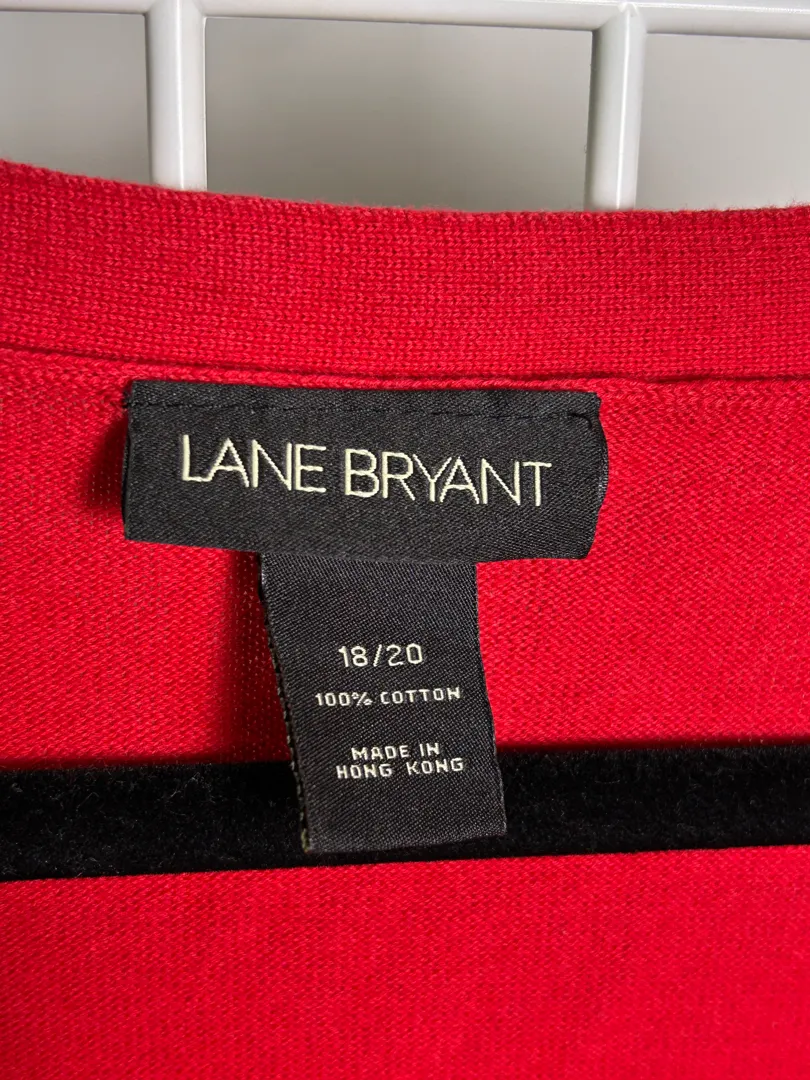 LANE BRYANT
18/20
100% COTTON
MADE IN
HONG KONG